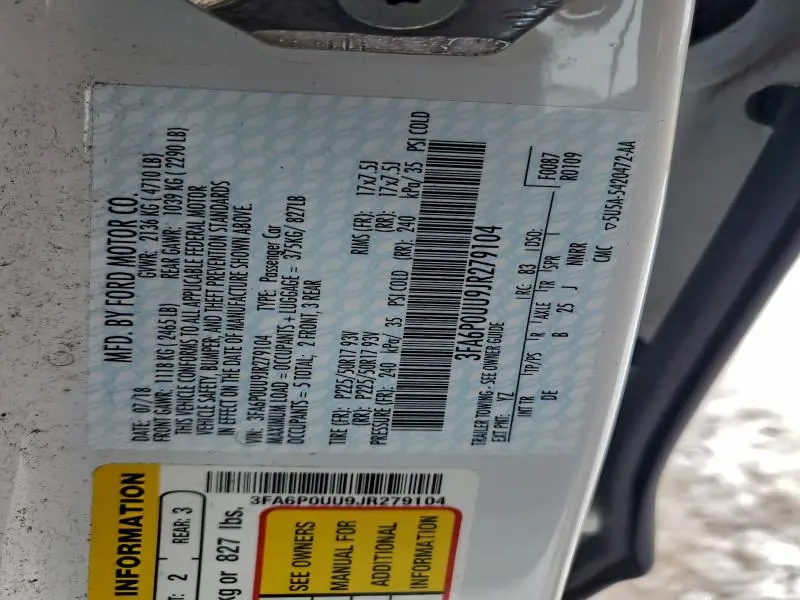 MFD. BY FORD MOTOR CO.
DATE: 07/18 GVWR: 2136 KG ( 4710 LB)
FRONT GAWR: 1118 KG ( 2465 LB) REAR GAWR: 1039 KG ( 2290 LB)
THIS VEHICLE CONFORMS TO ALL APPLICABLE FEDERAL MOTOR
VEHICLE SAFETY, BUMPER, AND THEFT PREVENTION STANDARDS
IN EFFECT ON THE DATE OF MANUFACTURE SHOWN ABOVE.
VIN: 3FA6P0UU9JR279104 TYPE: Passenger Car
MAXIMUM LOAD = OCCUPANTS + LUGGAGE = 375KG/ 827LB
OCCUPANTS = 5 TOTAL; 2 FRONT, 3 REAR
TIRE (FR): P225/50R17 93V RIMS (FR): 17x7.5J
(RR): P225/50R17 93V (RR): 17x7.5J
PRESSURE (FR): 240 kPa/ 35 PSI COLD (RR): 240 kPa/ 35 PSI COLD
3FA6P0UU9JR279104
TRAILER TOWING - SEE OWNER GUIDE F0087
EXT PNT: YZ RC: 83 DSO: R0109
INT TR TP/PS R AXLE TR SPR
DE B 25 J I NNRR
CMC ▽5U5A-5420472-AA
INFORMATION
2 REAR: 3
kg or 827 lbs.
3FA6P0UU9JR279104
SEE OWNERS
MANUAL FOR
ADDITIONAL
INFORMATION